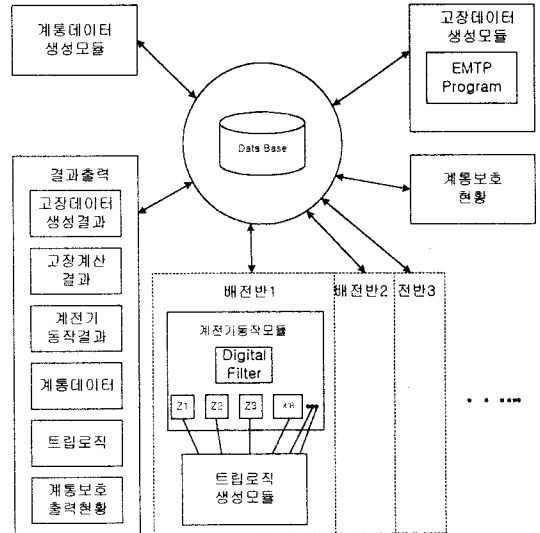 계통데이터
생성모듈
고장데이터
생성모듈
EMTP
Program
Data Base
결과출력
고장데이터
생성결과
고장계산
결과
계전기
동작결과
계통데이터
트립로직
계통보호
출력현황
계통보호
현황
배전반1
배전반2
전반3
계전기동작모듈
Digital
Filter
Z1
Z2
Z3
트립로직
생성모듈